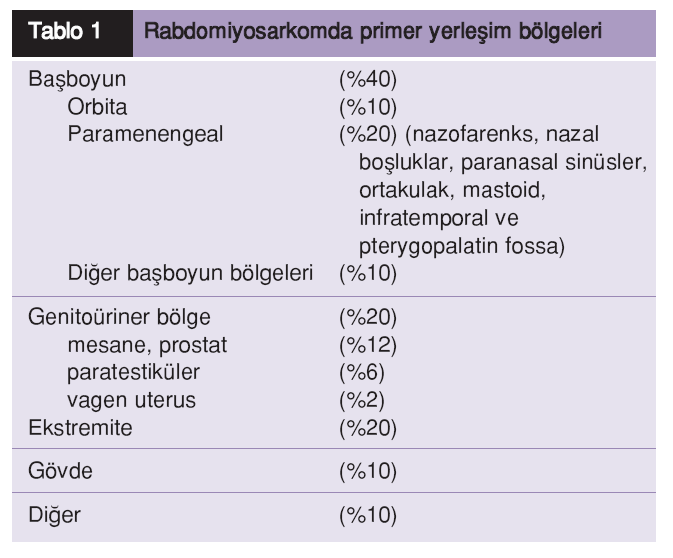 Tablo 1 Rabdomiyosarkomda primer yerleşim bölgeleri
Başboyun (%40)
Orbita (%10)
Paramenengeal (%20) (nazofarenks, nazal
boşluklar, paranasal sinüsler,
ortakulak, mastoid,
infratemporal ve
pterygopalatin fossa)
Diğer başboyun bölgeleri (%10)
Genitoüriner bölge (%20)
mesane, prostat (%12)
paratestiküler (%6)
vagen uterus (%2)
Ekstremite (%20)
Gövde (%10)
Diğer (%10)